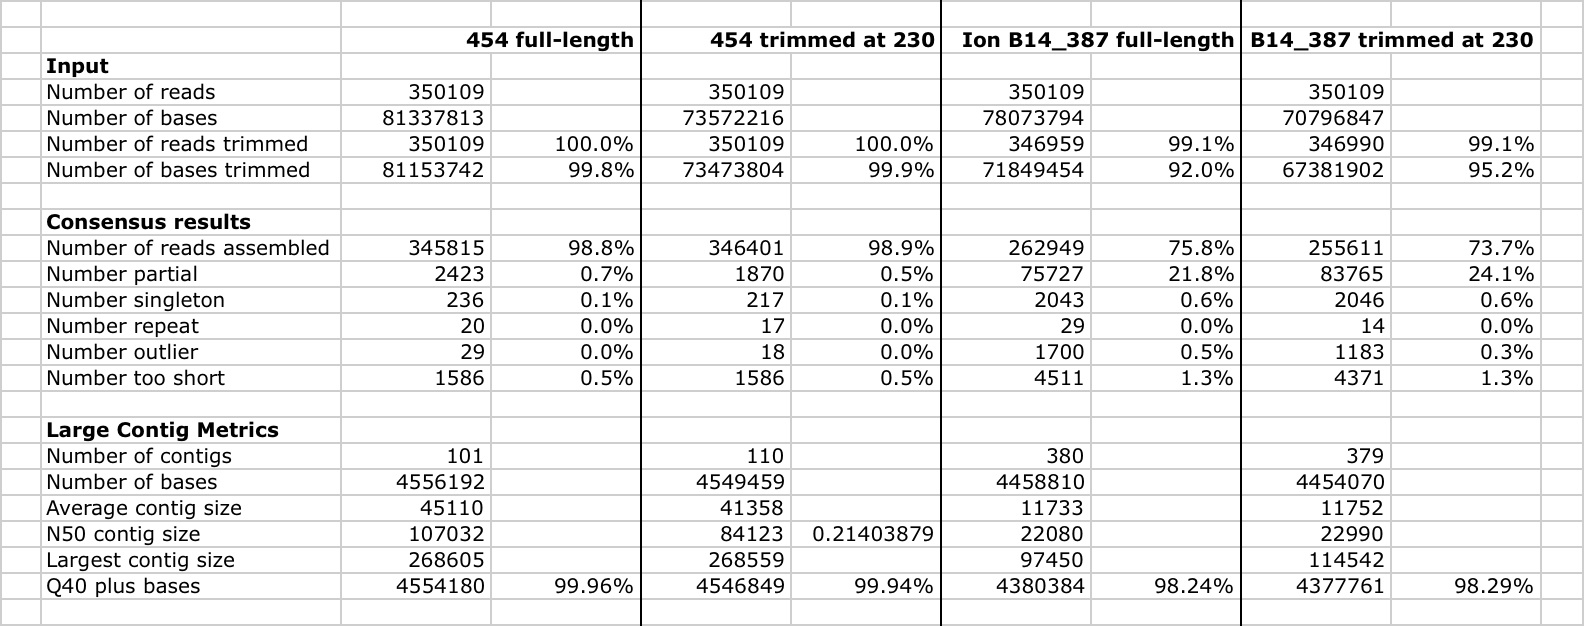 454 full-length 454 trimmed at 230 Ion B14_387 full-length B14_387 trimmed at 230
Input
Number of reads 350109 350109 350109 350109
Number of bases 81337813 73572216 78073794 70796847
Number of reads trimmed 350109 100.0% 350109 100.0% 346959 99.1% 346990 99.1%
Number of bases trimmed 81153742 99.8% 73473804 99.9% 71849454 92.0% 67381902 95.2%
Consensus results
Number of reads assembled 345815 98.8% 346401 98.9% 262949 75.8% 255611 73.7%
Number partial 2423 0.7% 1870 0.5% 75727 21.8% 83765 24.1%
Number singleton 236 0.1% 217 0.1% 2043 0.6% 2046 0.6%
Number repeat 20 0.0% 17 0.0% 29 0.0% 14 0.0%
Number outlier 29 0.0% 18 0.0% 1700 0.5% 1183 0.3%
Number too short 1586 0.5% 1586 0.5% 4511 1.3% 4371 1.3%
Large Contig Metrics
Number of contigs 101 110 380 379
Number of bases 4556192 4549459 4458810 4454070
Average contig size 45110 41358 11733 11752
N50 contig size 107032 84123 0.21403879 22080 22990
Largest contig size 268605 268559 97450 114542
Q40 plus bases 4554180 99.96% 4546849 99.94% 4380384 98.24% 4377761 98.29%